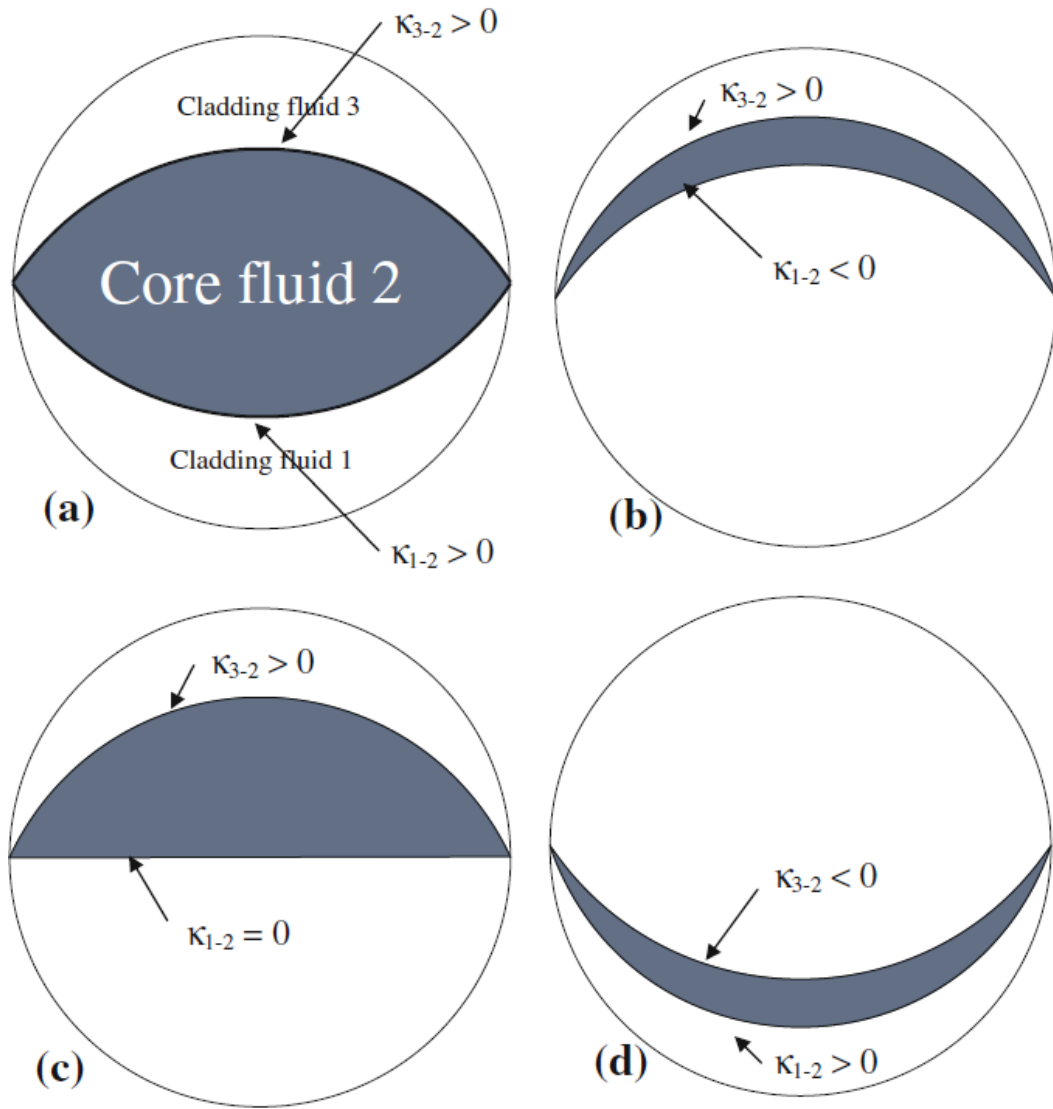 κ3-2 > 0
Cladding fluid 3
Core fluid 2
Cladding fluid 1
(a)
κ1-2 > 0
κ3-2 > 0
κ1-2 < 0
(b)
κ3-2 > 0
κ1-2 = 0
(c)
κ3-2 < 0
κ1-2 > 0
(d)